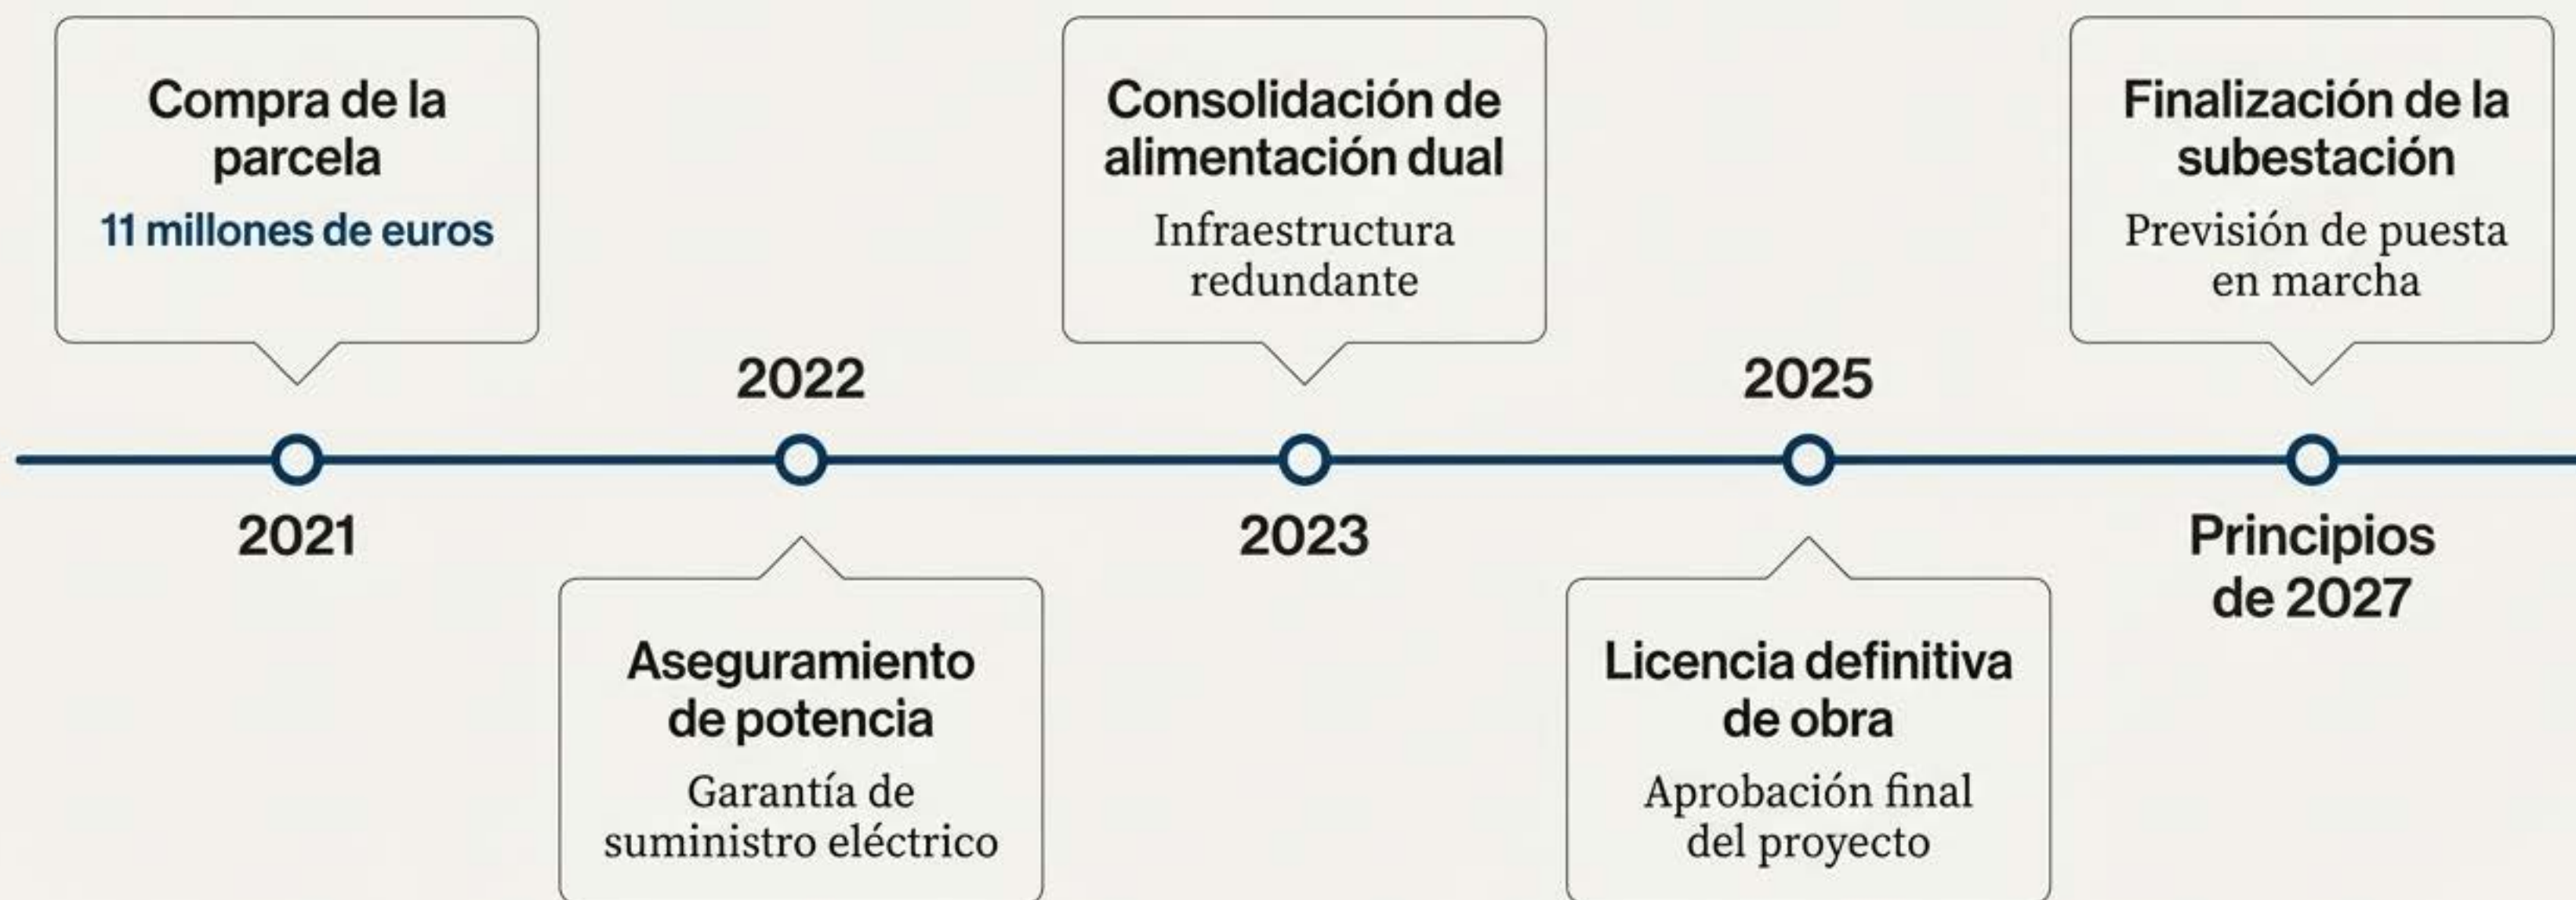 Compra de la
parcela
11 millones de euros
2021
2022
Aseguramiento
de potencia
Garantía de
suministro eléctrico
Consolidación de
alimentación dual
Infraestructura
redundante
2023
2025
Licencia definitiva
de obra
Aprobación final
del proyecto
Finalización de la
subestación
Previsión de puesta
en marcha
Principios
de 2027